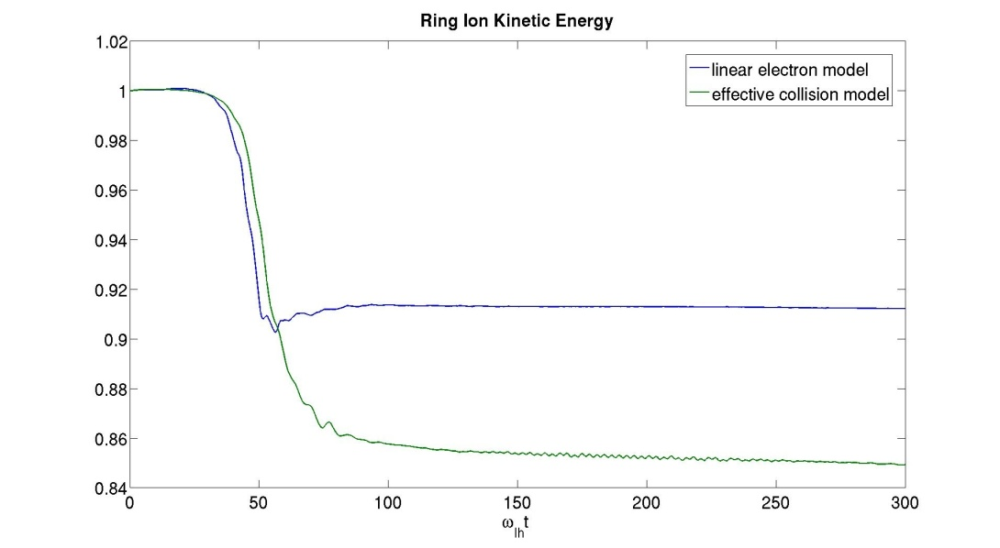 Ring Ion Kinetic Energy
1.02
1
0.98
0.96
0.94
0.92
0.9
0.88
0.86
0.84
linear electron model
effective collision model
0 50 100 150 200 250 300
ω_lh t